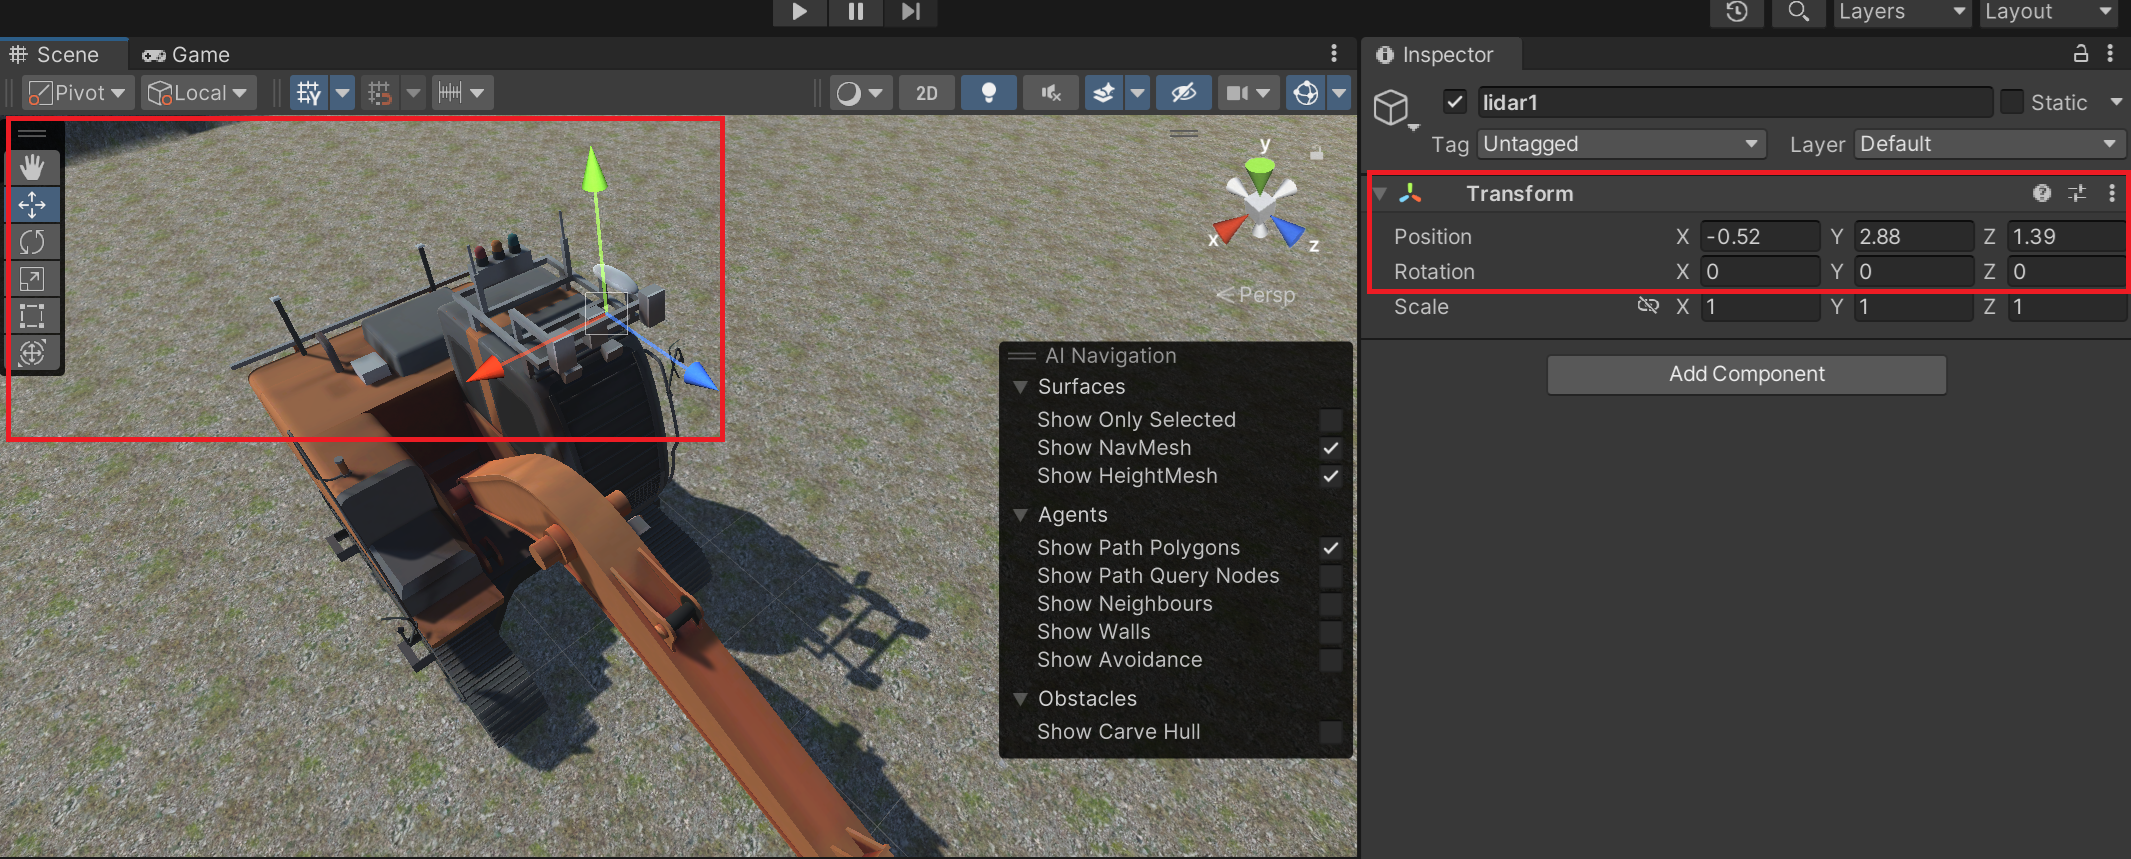 Layers
Layout
Scene
Game
Inspector
Pivot
Local
2D
lidar1
Static
Tag
Untagged
Layer
Default
Transform
Position X -0.52 Y 2.88 Z 1.39
Rotation X 0 Y 0 Z 0
Scale X 1 Y 1 Z 1
Add Component
y
x
z
Persp
AI Navigation
Surfaces
Show Only Selected
Show NavMesh
Show HeightMesh
Agents
Show Path Polygons
Show Path Query Nodes
Show Neighbours
Show Walls
Show Avoidance
Obstacles
Show Carve Hull